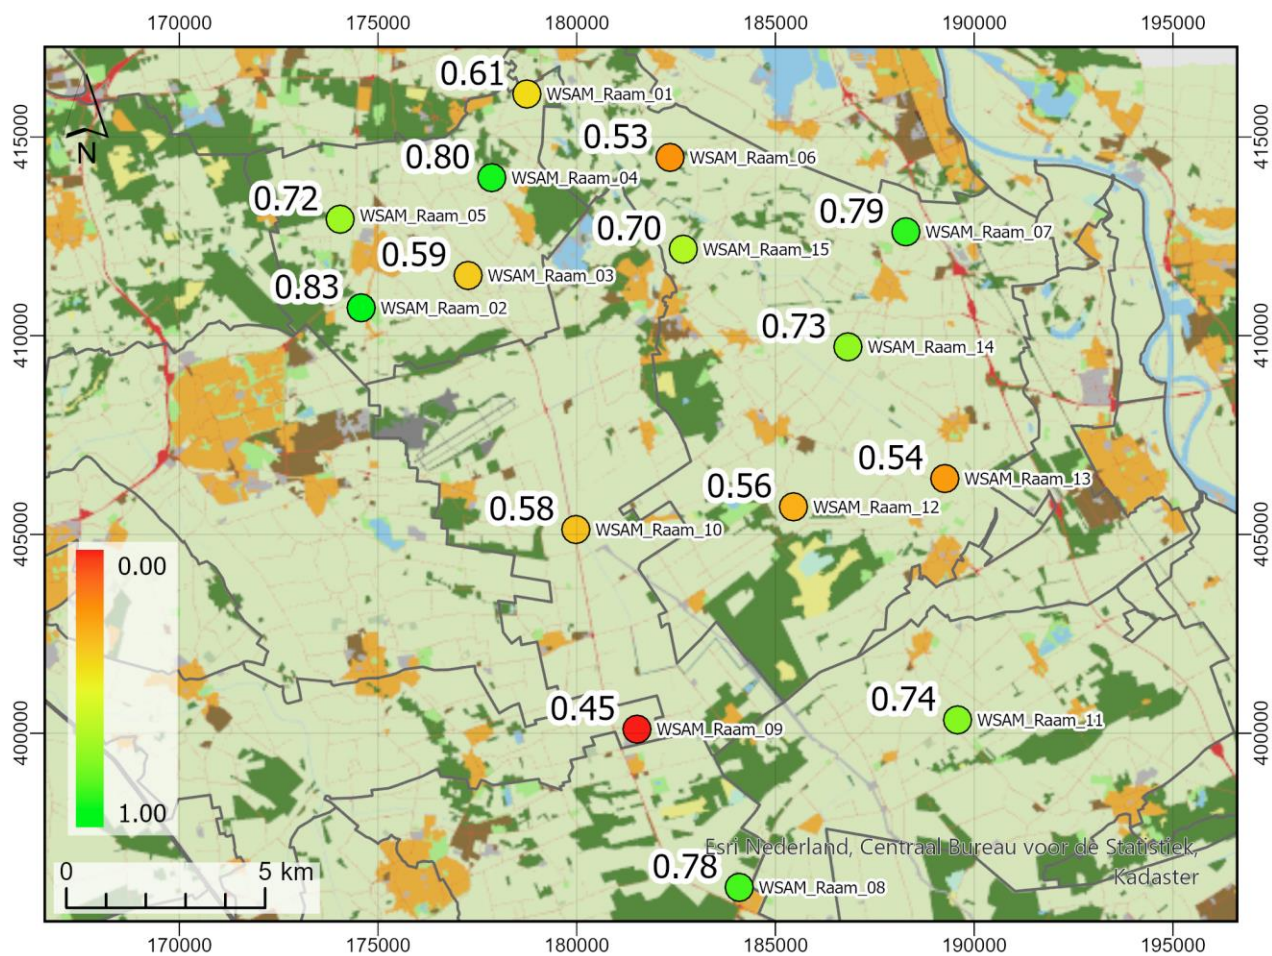 170000 175000 180000 185000 190000 195000
0.61 WSAM_Raam_01
415000 415000
N
0.53 WSAM_Raam_06
0.80 WSAM_Raam_04
0.72 WSAM_Raam_05
0.79 WSAM_Raam_07
0.70 WSAM_Raam_15
0.59 WSAM_Raam_03
0.83 WSAM_Raam_02
410000 410000
0.73 WSAM_Raam_14
0.54 WSAM_Raam_13
0.56 WSAM_Raam_12
0.58 WSAM_Raam_10
405000 405000
0.00
0.74 WSAM_Raam_11
0.45 WSAM_Raam_09
400000 400000
1.00
Esri Nederland, Centraal Bureau voor de Statistiek,
Kadaster
0 5 km
0.78 WSAM_Raam_08
170000 175000 180000 185000 190000 195000